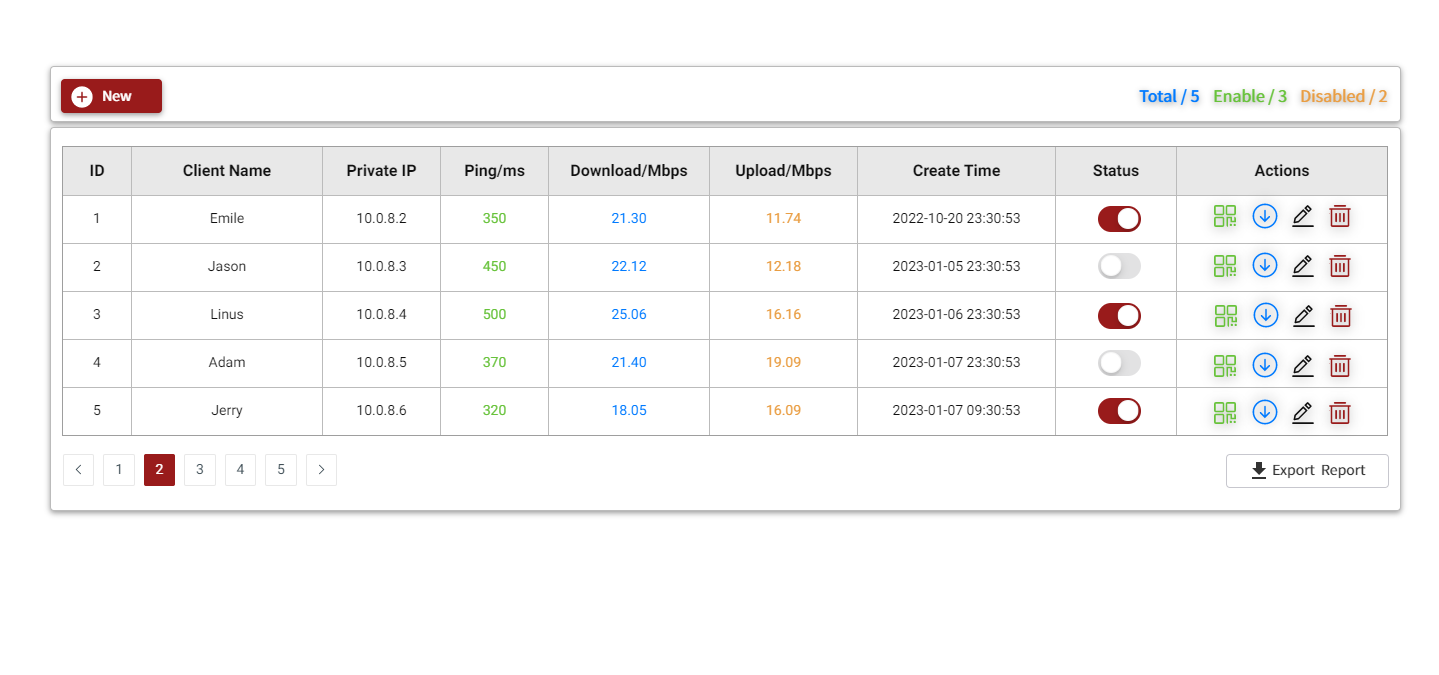 New
Total / 5 Enable / 3 Disabled / 2
ID Client Name Private IP Ping/ms Download/Mbps Upload/Mbps Create Time Status Actions
1 Emile 10.0.8.2 350 21.30 11.74 2022-10-20 23:30:53
2 Jason 10.0.8.3 450 22.12 12.18 2023-01-05 23:30:53
3 Linus 10.0.8.4 500 25.06 16.16 2023-01-06 23:30:53
4 Adam 10.0.8.5 370 21.40 19.09 2023-01-07 23:30:53
5 Jerry 10.0.8.6 320 18.05 16.09 2023-01-07 09:30:53
1 2 3 4 5
Export Report